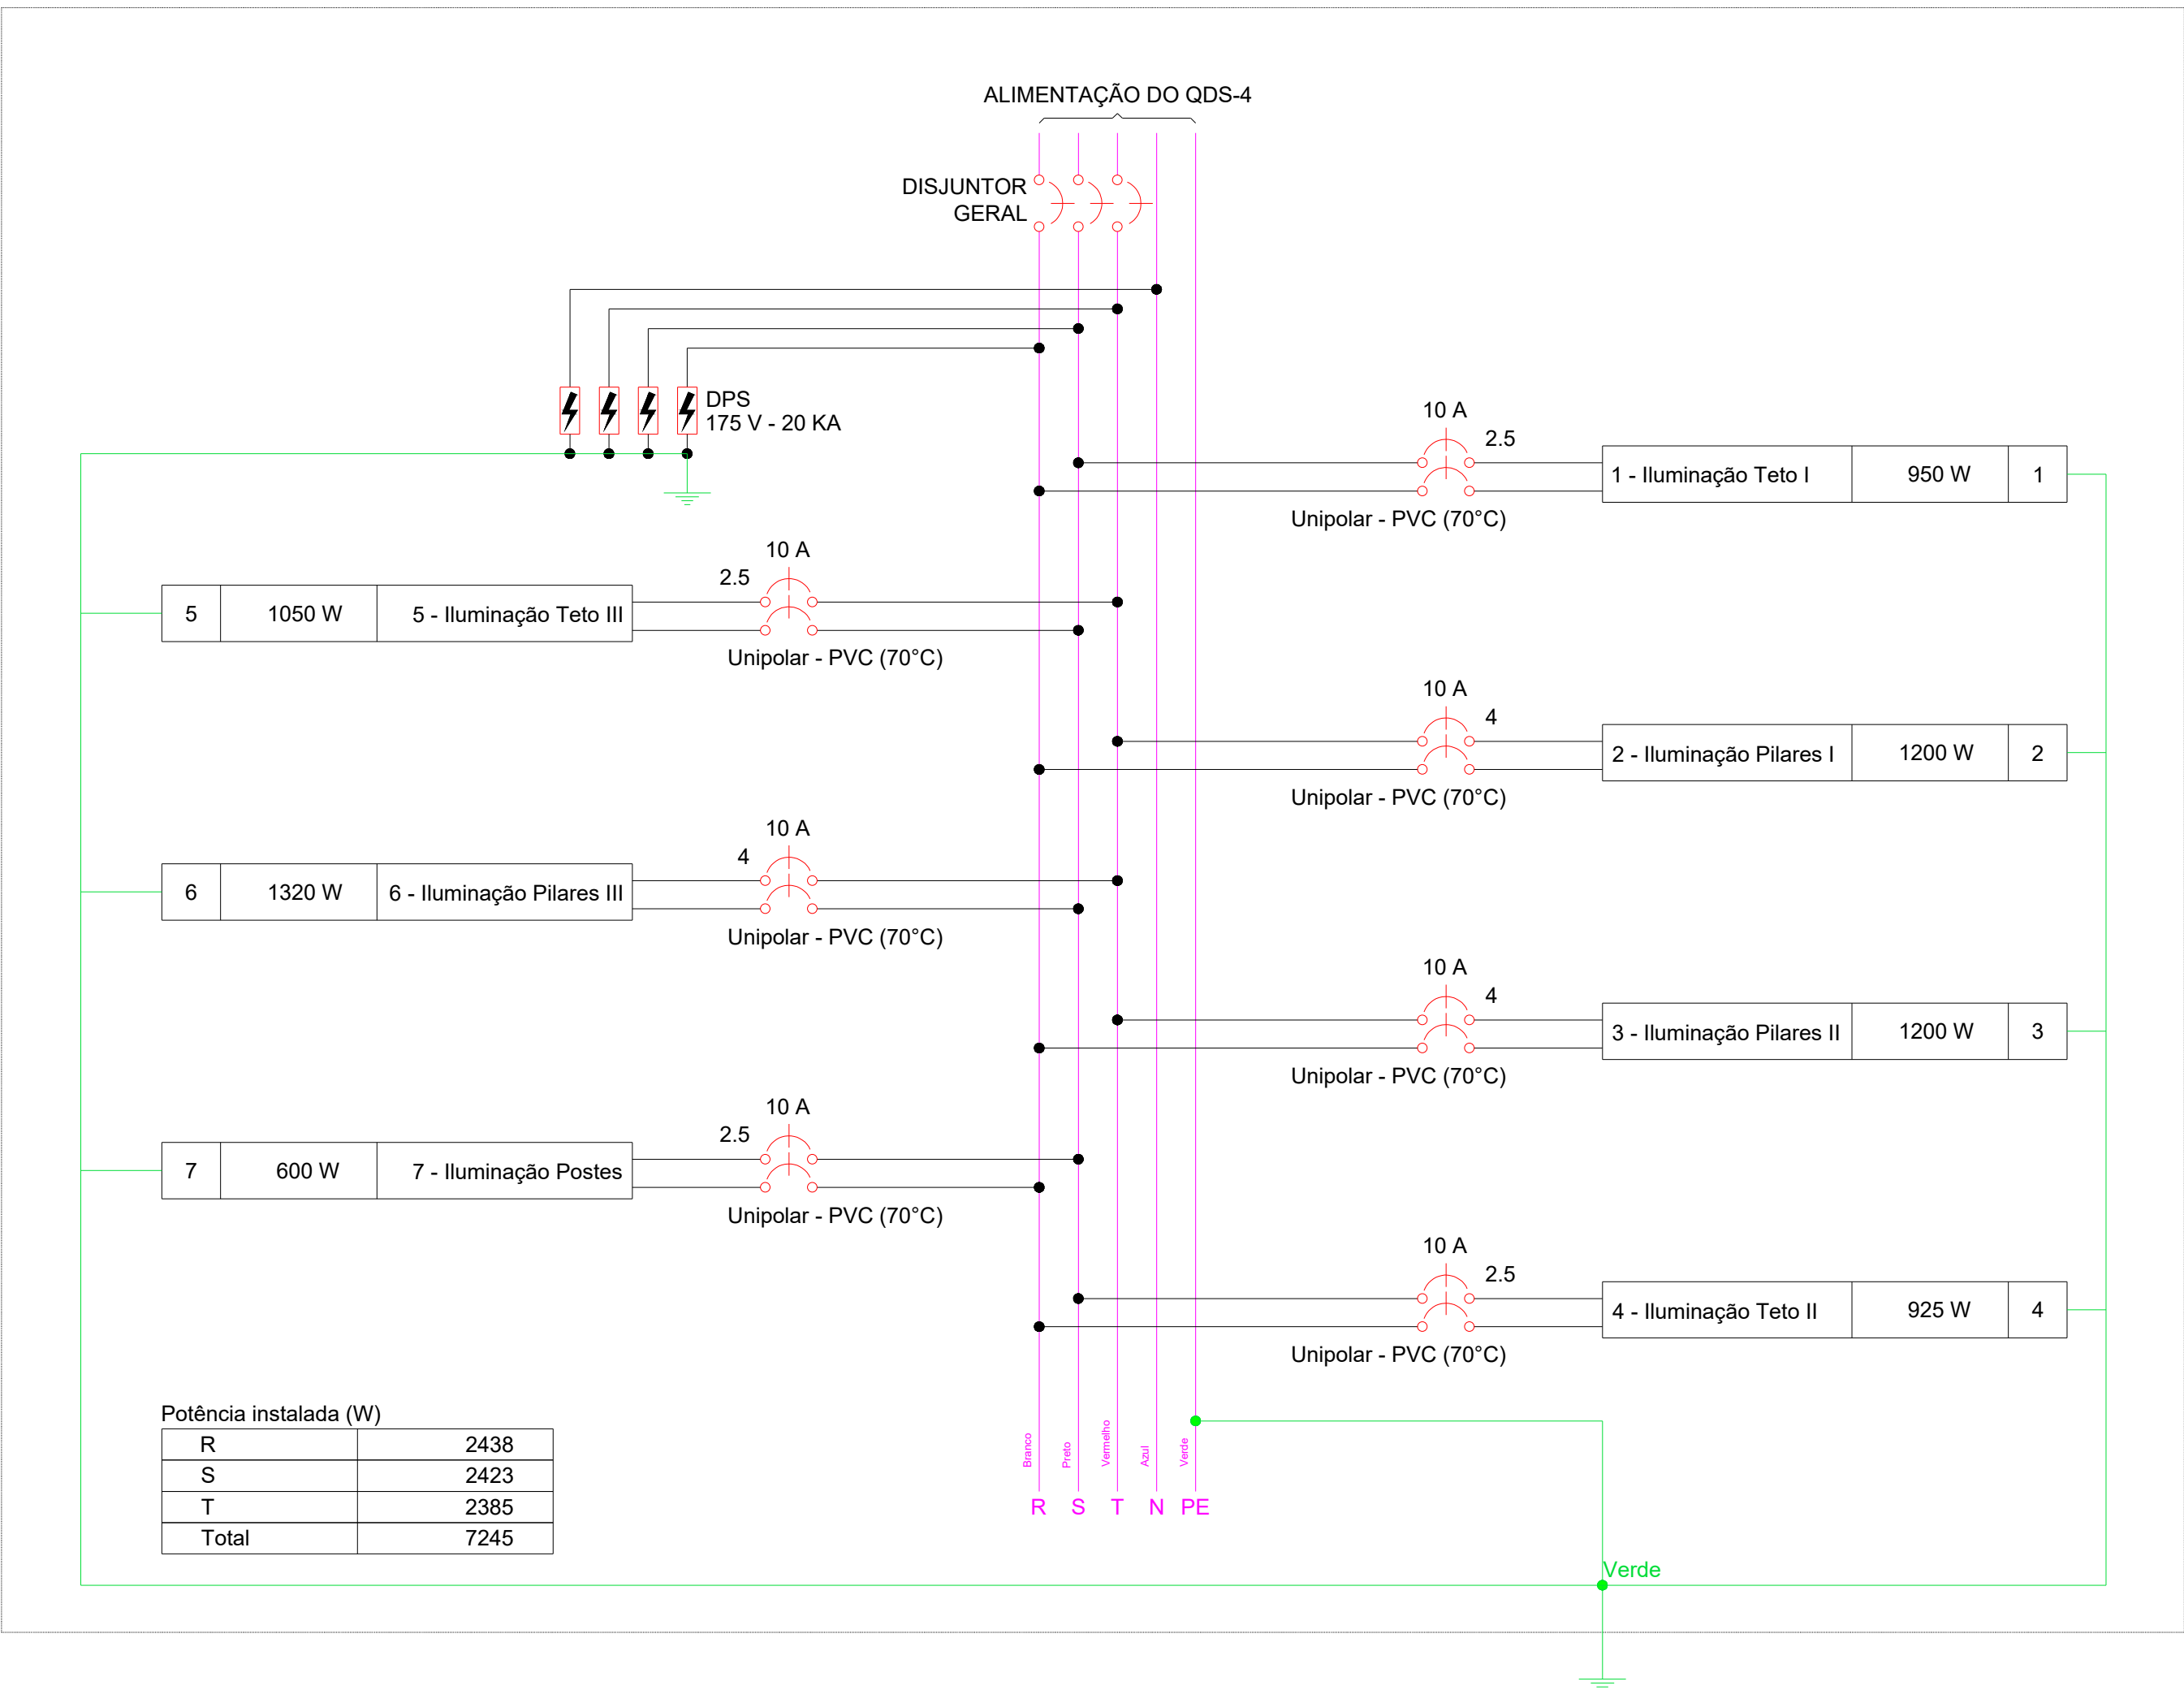 ALIMENTAÇÃO DO QDS-4
DISJUNTOR
GERAL
DPS
175 V - 20 KA
10 A
2.5
1 - Iluminação Teto I 950 W 1
Unipolar - PVC (70°C)
10 A
2.5
5 1050 W 5 - Iluminação Teto III
Unipolar - PVC (70°C)
10 A
4
2 - Iluminação Pilares I 1200 W 2
Unipolar - PVC (70°C)
10 A
4
6 1320 W 6 - Iluminação Pilares III
Unipolar - PVC (70°C)
10 A
4
3 - Iluminação Pilares II 1200 W 3
Unipolar - PVC (70°C)
10 A
2.5
7 600 W 7 - Iluminação Postes
Unipolar - PVC (70°C)
10 A
2.5
4 - Iluminação Teto II 925 W 4
Unipolar - PVC (70°C)
Potência instalada (W)
R 2438
S 2423
T 2385
Total 7245
Branco
Preto
Vermelho
Azul
Verde
R S T N PE
Verde